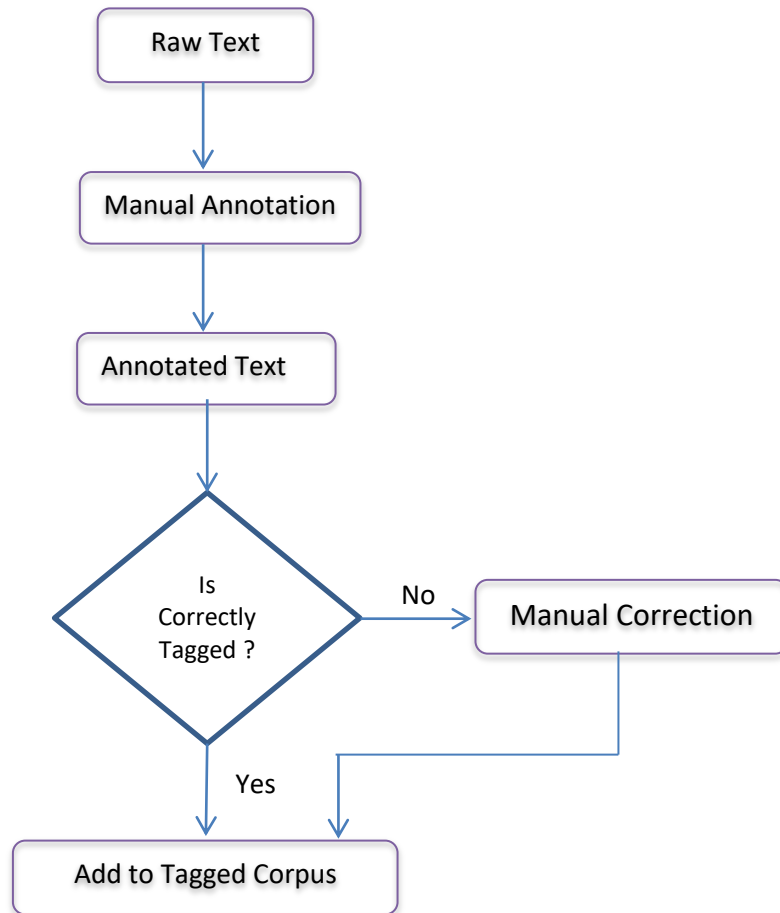 Raw Text
Manual Annotation
Annotated Text
Is
Correctly
Tagged ?
No
Manual Correction
Yes
Add to Tagged Corpus